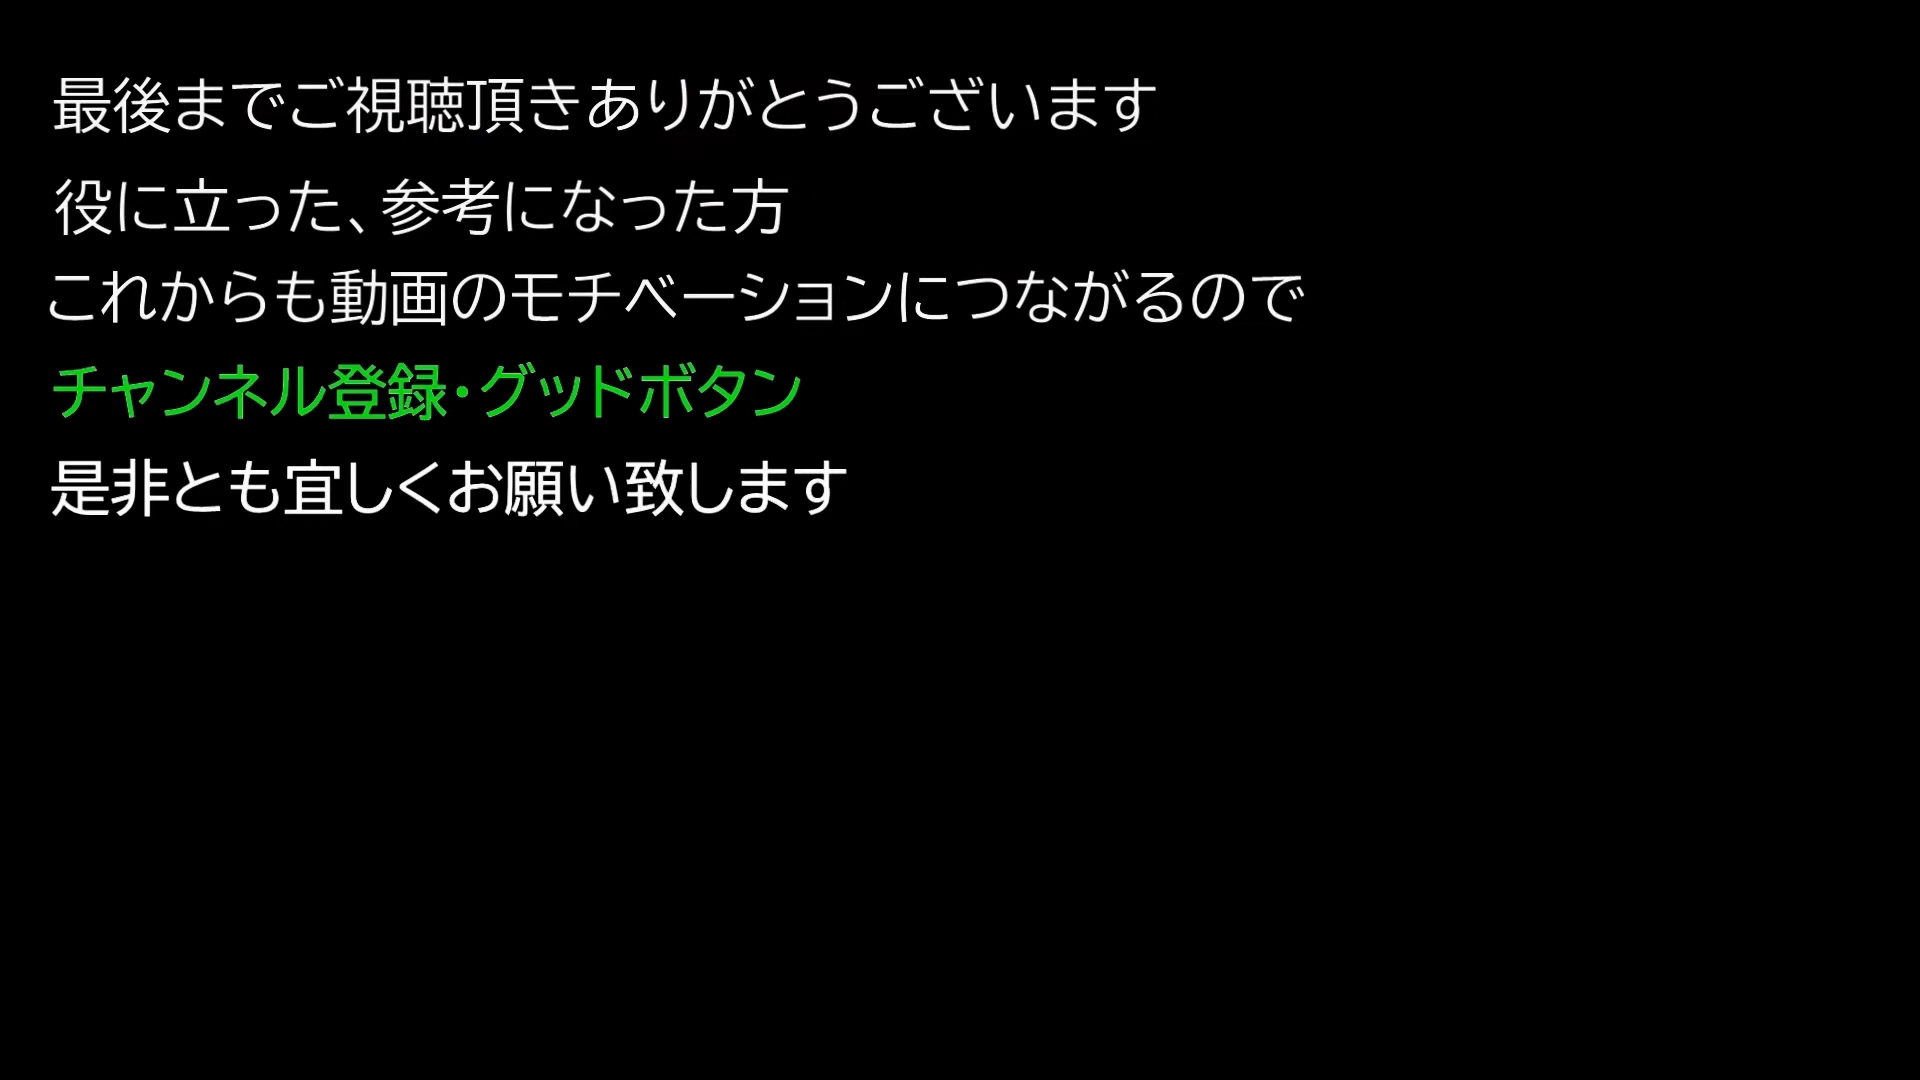 最後までご視聴頂きありがとうございます
役に立った、参考になった方
これからも動画のモチベーションにつながるので
チャンネル登録・グッドボタン
是非とも宜しくお願い致します